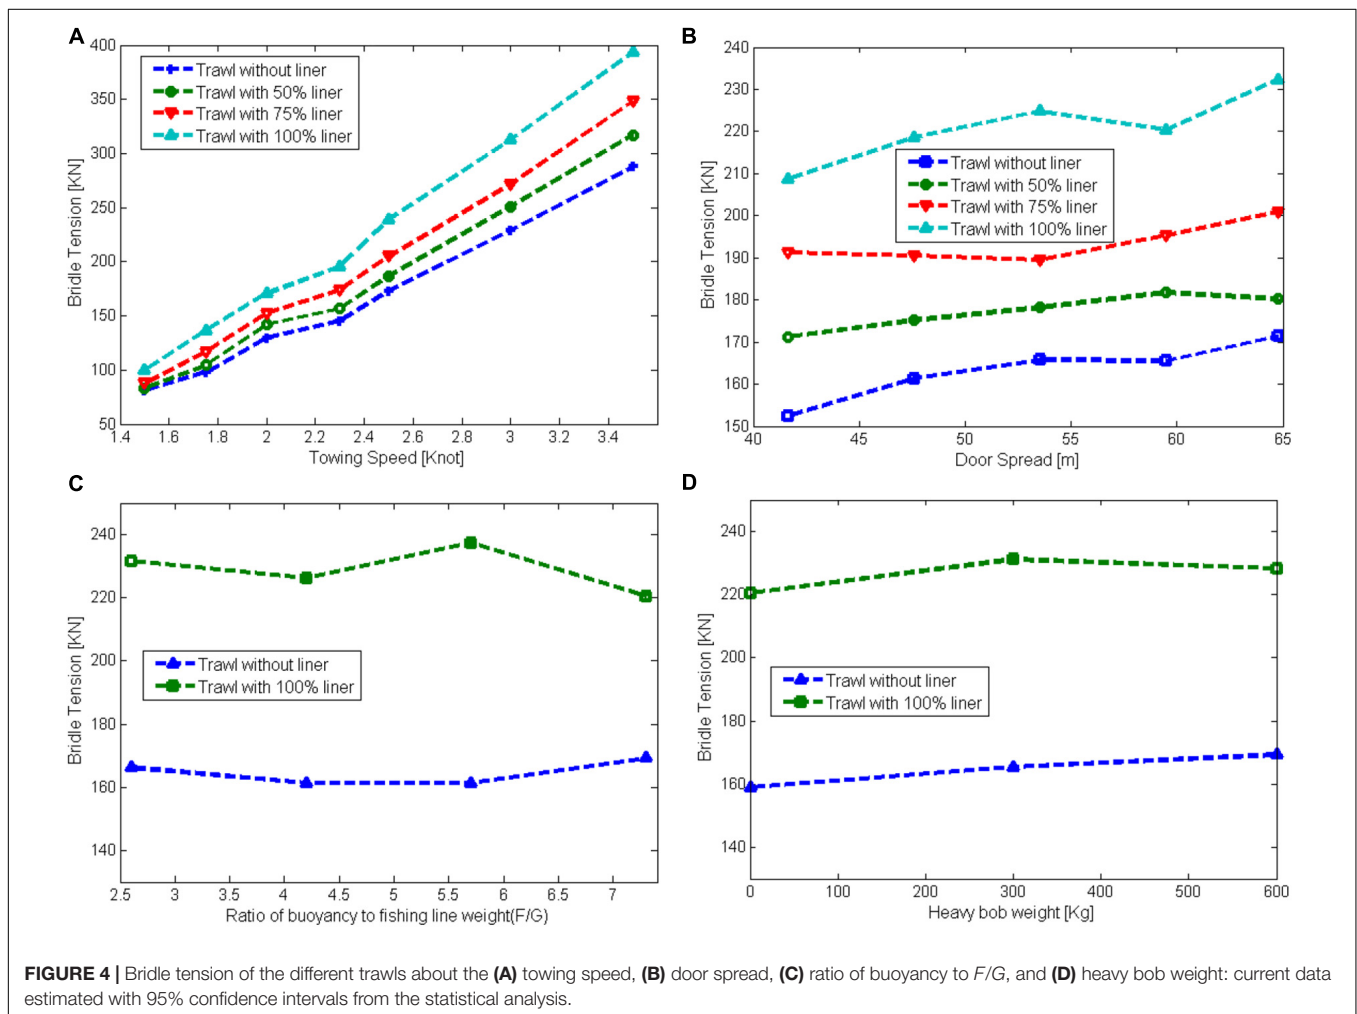 A
400
350
300
250
200
150
100
50
Bridle Tension [KN]
Trawl without liner
Trawl with 50% liner
Trawl with 75% liner
Trawl with 100% liner
1.4 1.6 1.8 2 2.2 2.4 2.6 2.8 3 3.2 3.4
Towing Speed [Knot]
B
240
230
220
210
200
190
180
170
160
150
Bridle Tension [KN]
Trawl without liner
Trawl with 50% liner
Trawl with 75% liner
Trawl with 100% liner
40 45 50 55 60 65
Door Spread [m]
C
240
220
200
180
160
140
Bridle Tension [KN]
Trawl without liner
Trawl with 100% liner
2.5 3 3.5 4 4.5 5 5.5 6 6.5 7
Ratio of buoyancy to fishing line weight(F/G)
D
240
220
200
180
160
140
Bridle Tension [KN]
Trawl without liner
Trawl with 100% liner
0 100 200 300 400 500 600
Heavy bob weight [Kg]
FIGURE 4 | Bridle tension of the different trawls about the (A) towing speed, (B) door spread, (C) ratio of buoyancy to F/G, and (D) heavy bob weight: current data
estimated with 95% confidence intervals from the statistical analysis.